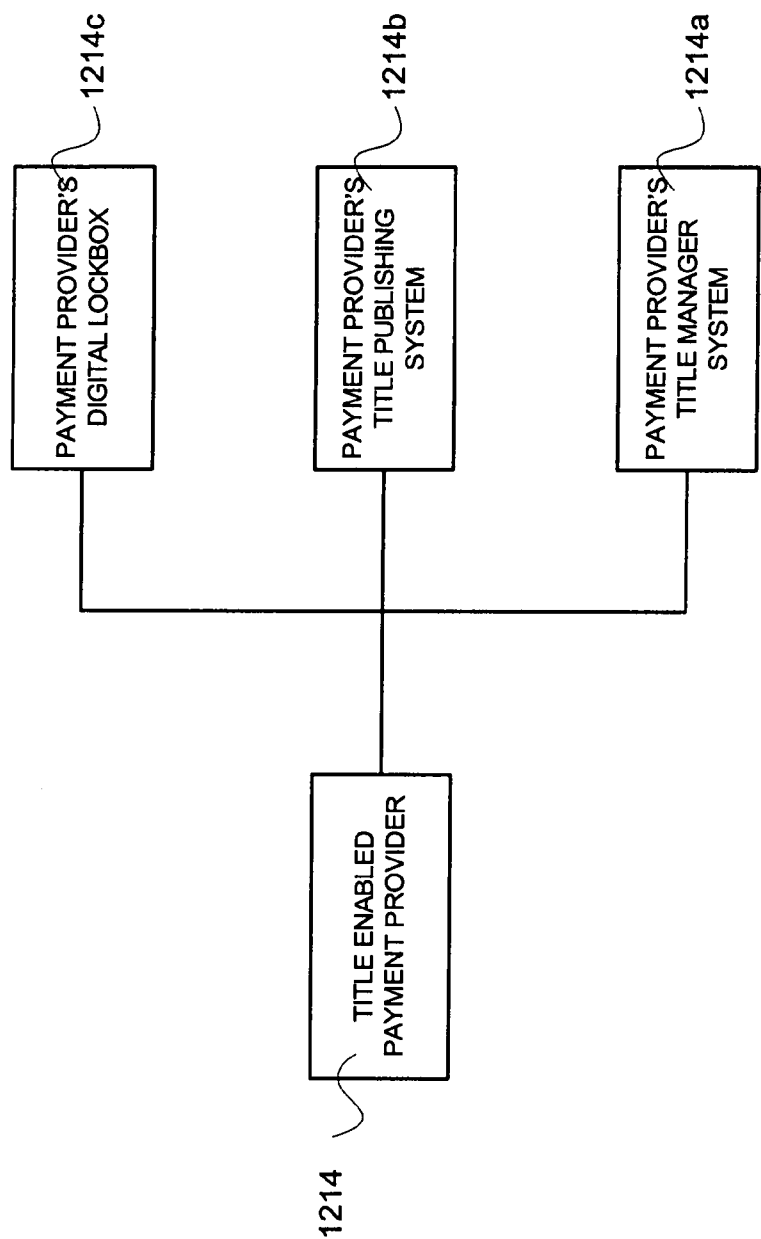 1214
TITLE ENABLED
PAYMENT PROVIDER
PAYMENT PROVIDER'S
TITLE MANAGER
SYSTEM
1214a
PAYMENT PROVIDER'S
TITLE PUBLISHING
SYSTEM
1214b
PAYMENT PROVIDER'S
DIGITAL LOCKBOX
1214c